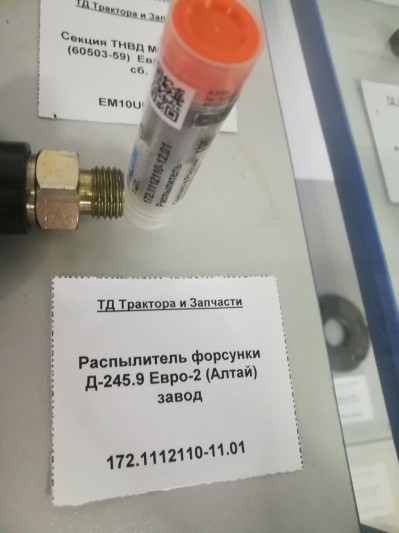 ТД Трактора и Запчасти
Секция ТНВД
(60503-59)
сб.
EM10U
172.1112110-12.01
Распылитель
ТД Трактора и Запчасти
Распылитель форсунки
Д-245.9 Евро-2 (Алтай)
завод
172.1112110-11.01